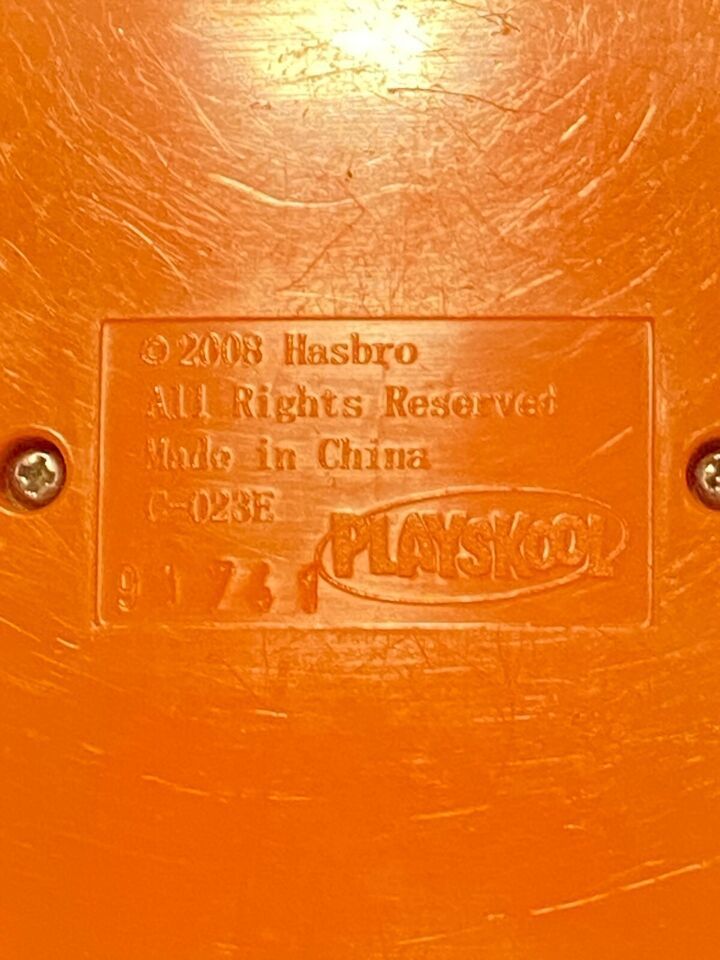 © 2008 Hasbro
All Rights Reserved
Made in China
C-023E
PLAYSKOOL